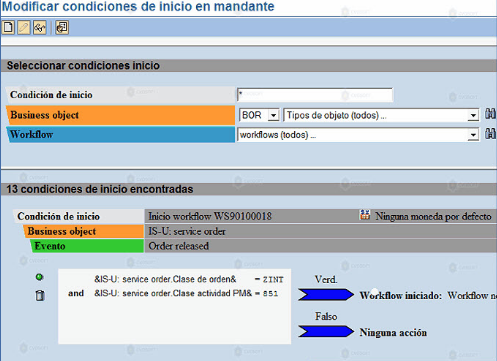 Modificar condiciones de inicio en mandante
Seleccionar condiciones inicio
Condición de inicio *
Business object BOR Tipos de objeto (todos) ...
Workflow workflows (todos) ...
13 condiciones de inicio encontradas
Condición de inicio Inicio workflow WS90100018 Ninguna moneda por defecto
Business object IS-U: service order
Evento Order released
&IS-U: service order.Clase de orden& = ZINT
and &IS-U: service order.Clase actividad PM& = 851
Verd.
Workflow iniciado: Workflow n
Falso
Ninguna acción